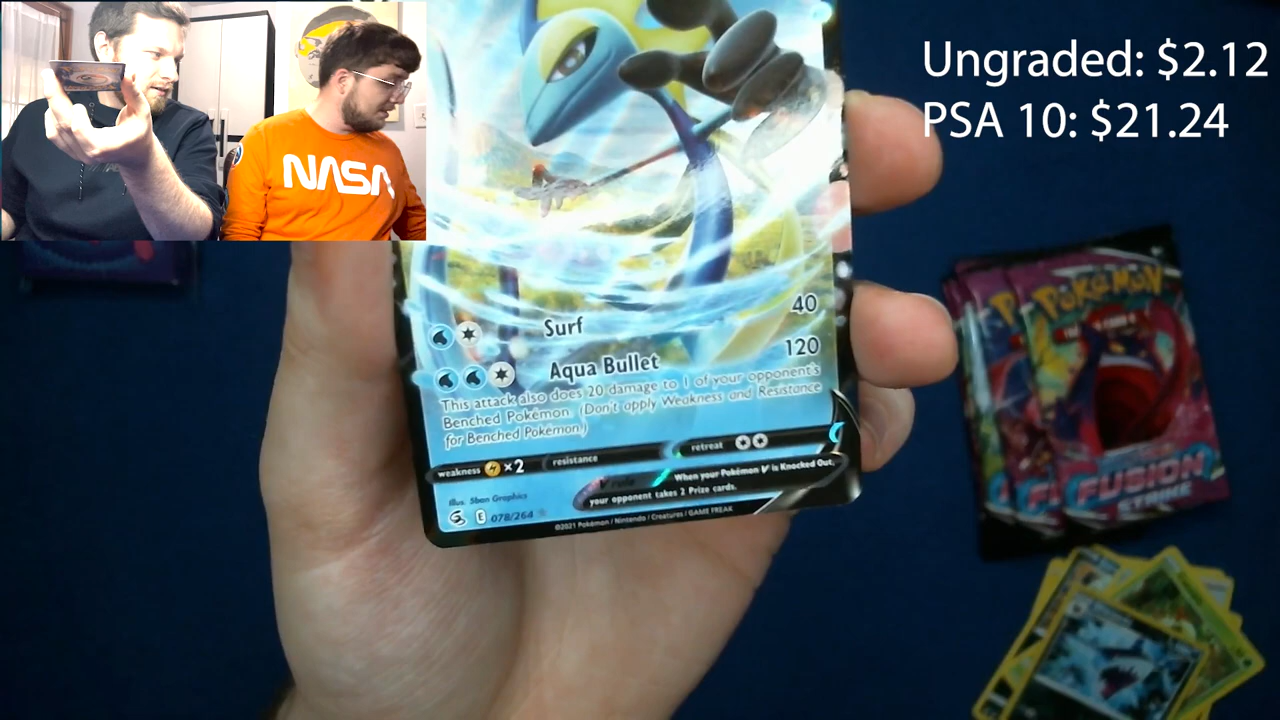 Ungraded: $2.12
PSA 10: $21.24
NASA
Surf 40
Aqua Bullet 120
This attack also does 20 damage to 1 of your opponent's
Benched Pokémon. (Don't apply Weakness and Resistance
for Benched Pokémon.)
weakness ×2 resistance retreat
V rule When your Pokémon V is Knocked Out,
your opponent takes 2 Prize cards.
Illus. 5ban Graphics
E 078/264
©2021 Pokémon / Nintendo / Creatures / GAME FREAK
POKéMON
FUSION
STRIKE